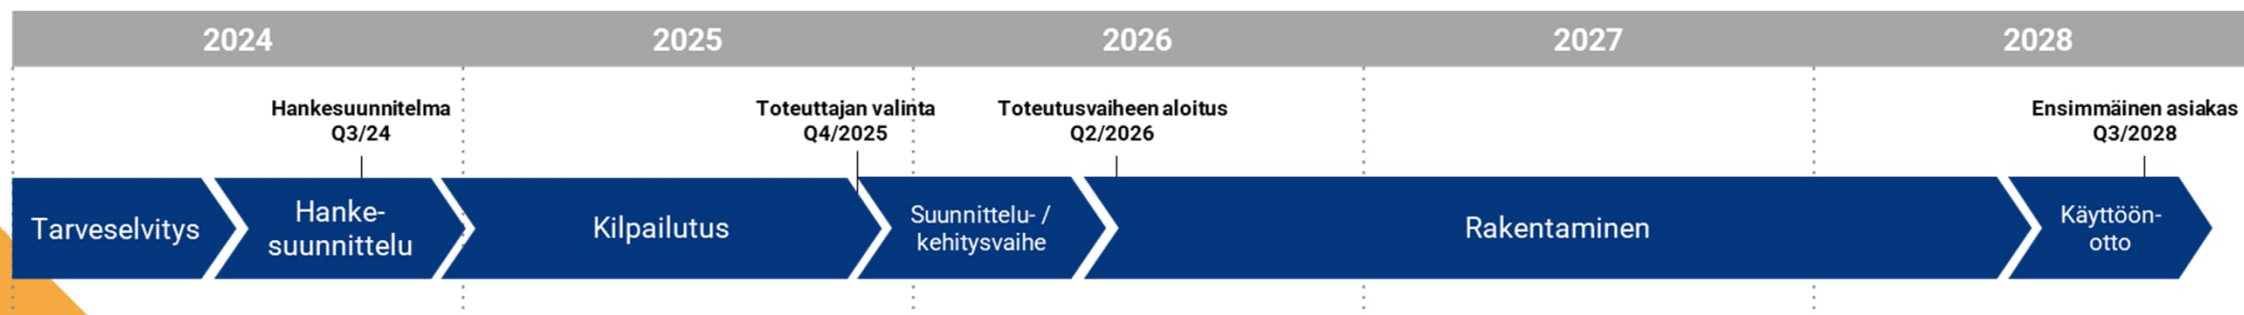 2024 2025 2026 2027 2028
Hankesuunnitelma
Q3/24
Toteuttajan valinta
Q4/2025
Toteutusvaiheen aloitus
Q2/2026
Ensimmäinen asiakas
Q3/2028
Tarveselvitys
Hanke-
suunnittelu
Kilpailutus
Suunnittelu- /
kehitysvaihe
Rakentaminen
Käyttöön-
otto